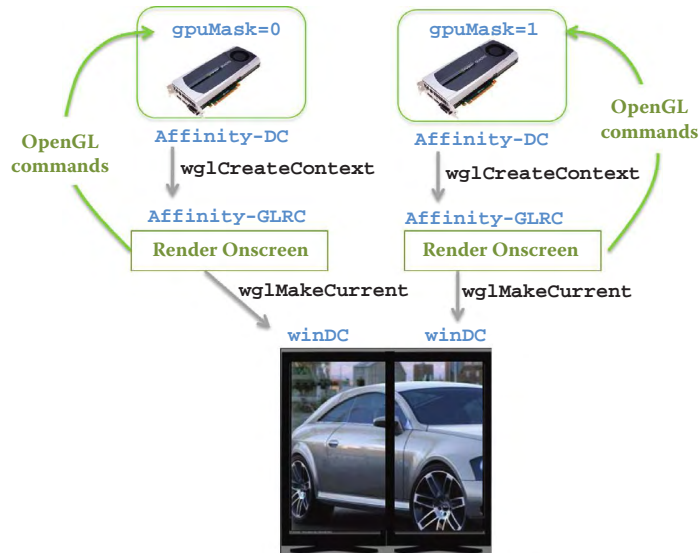 gpuMask=0
gpuMask=1
OpenGL
commands
OpenGL
commands
Affinity-DC
Affinity-DC
wglCreateContext
wglCreateContext
Affinity-GLRC
Affinity-GLRC
Render Onscreen
Render Onscreen
wglMakeCurrent
wglMakeCurrent
winDC
winDC